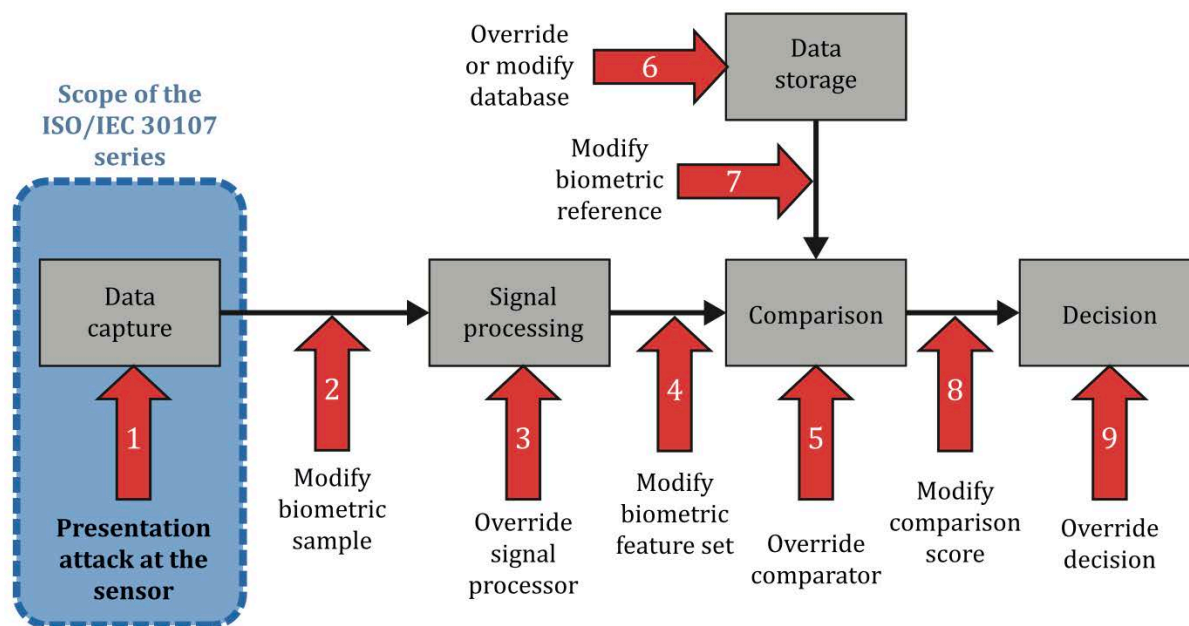 Override
or modify
database
6
Data
storage
Scope of the
ISO/IEC 30107
series
Modify
biometric
reference
7
Data
capture
Signal
processing
Comparison
Decision
1
2
3
4
5
8
9
Presentation
attack at the
sensor
Modify
biometric
sample
Override
signal
processor
Modify
biometric
feature set
Override
comparator
Modify
comparison
score
Override
decision